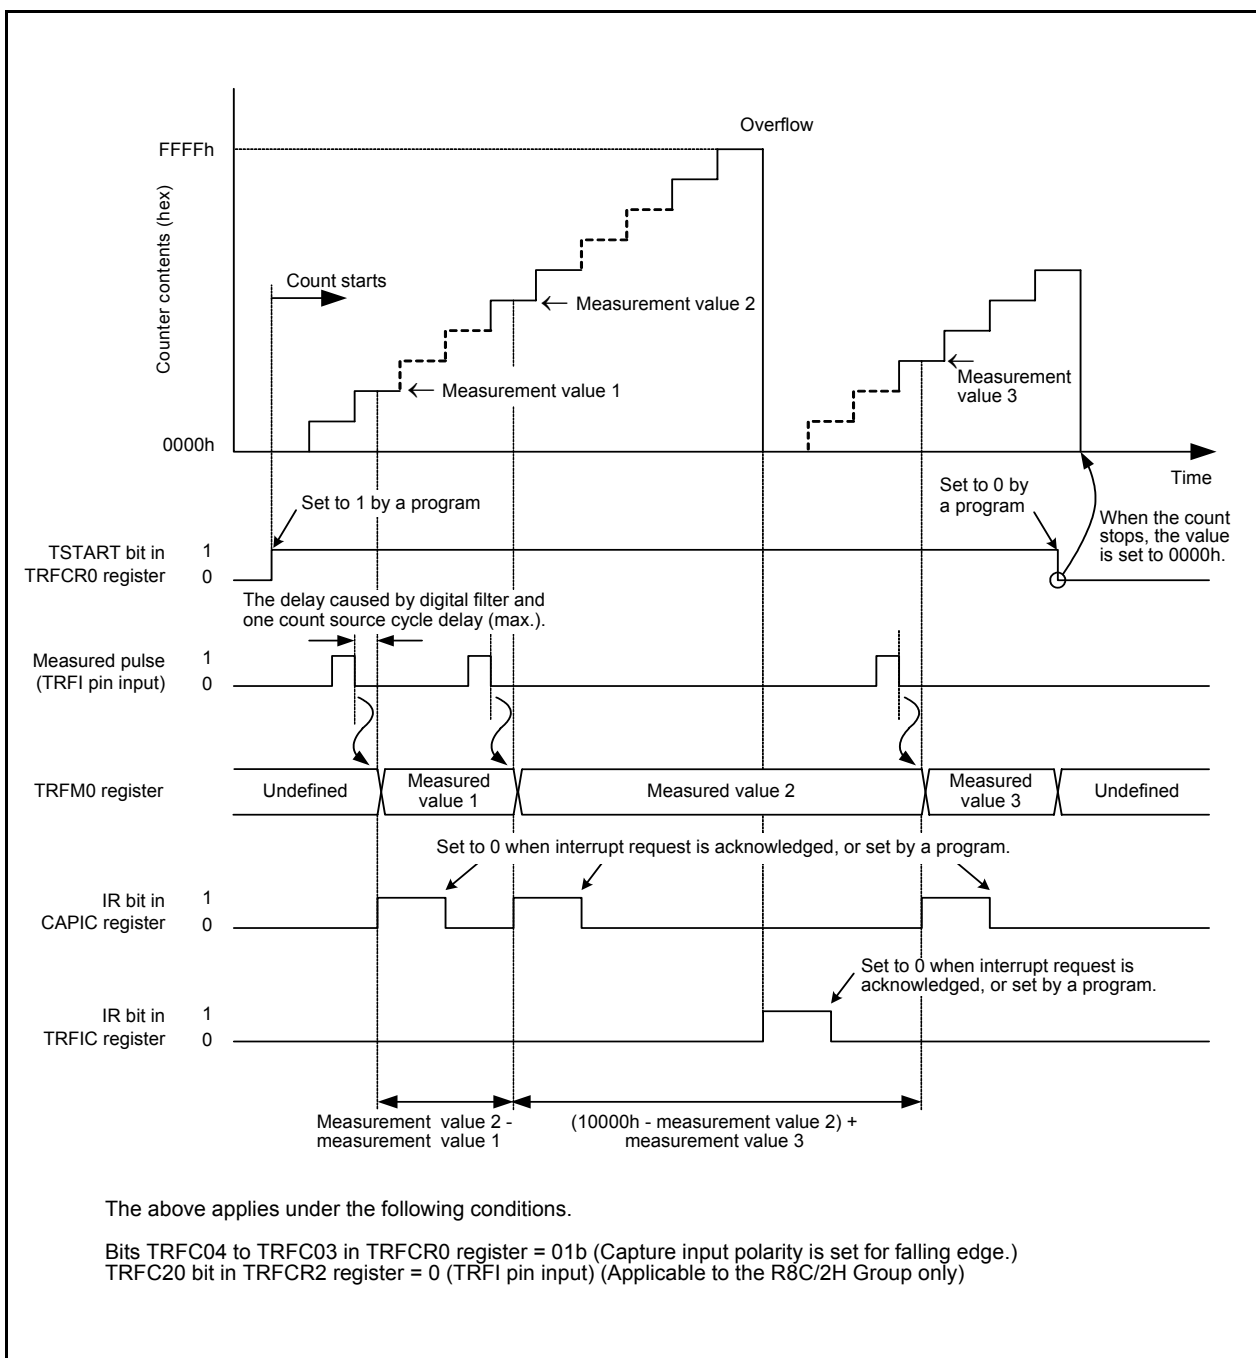 Overflow
FFFFh
Counter contents (hex)
Count starts
Measurement value 2
Measurement value 1
Measurement
value 3
0000h
Time
Set to 1 by a program
Set to 0 by
a program
When the count
stops, the value
is set to 0000h.
TSTART bit in
TRFCR0 register
1
0
The delay caused by digital filter and
one count source cycle delay (max.).
Measured pulse
(TRFI pin input)
1
0
TRFM0 register
Undefined
Measured
value 1
Measured value 2
Measured
value 3
Undefined
Set to 0 when interrupt request is acknowledged, or set by a program.
IR bit in
CAPIC register
1
0
Set to 0 when interrupt request is
acknowledged, or set by a program.
IR bit in
TRFIC register
1
0
Measurement value 2 -
measurement value 1
(10000h - measurement value 2) +
measurement value 3
The above applies under the following conditions.
Bits TRFC04 to TRFC03 in TRFCR0 register = 01b (Capture input polarity is set for falling edge.)
TRFC20 bit in TRFCR2 register = 0 (TRFI pin input) (Applicable to the R8C/2H Group only)